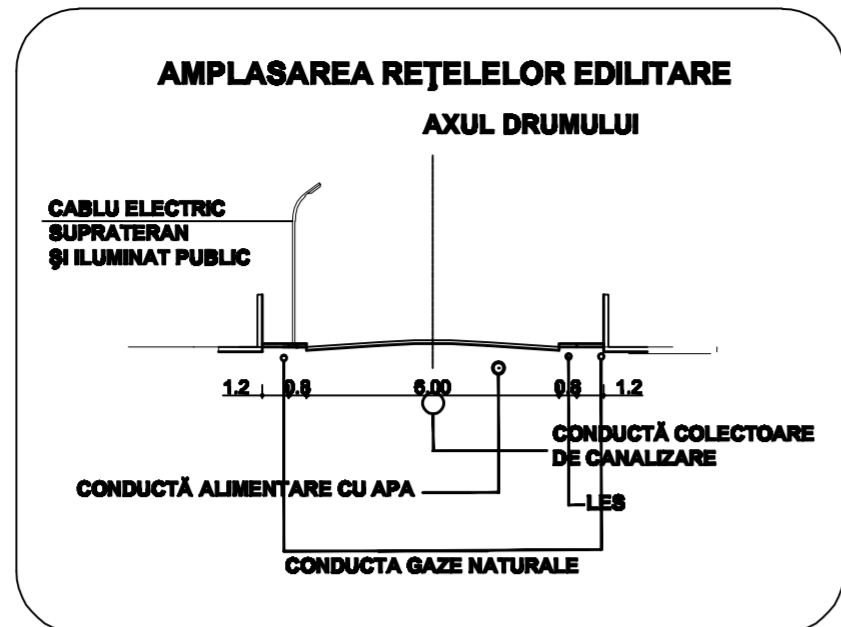 AMPLASAREA REŢELELOR EDILITARE
AXUL DRUMULUI
CABLU ELECTRIC
SUPRATERAN
ŞI ILUMINAT PUBLIC
1.2 0.8 6.00 0.8 1.2
CONDUCTĂ COLECTOARE
DE CANALIZARE
CONDUCTĂ ALIMENTARE CU APA
LES
CONDUCTA GAZE NATURALE